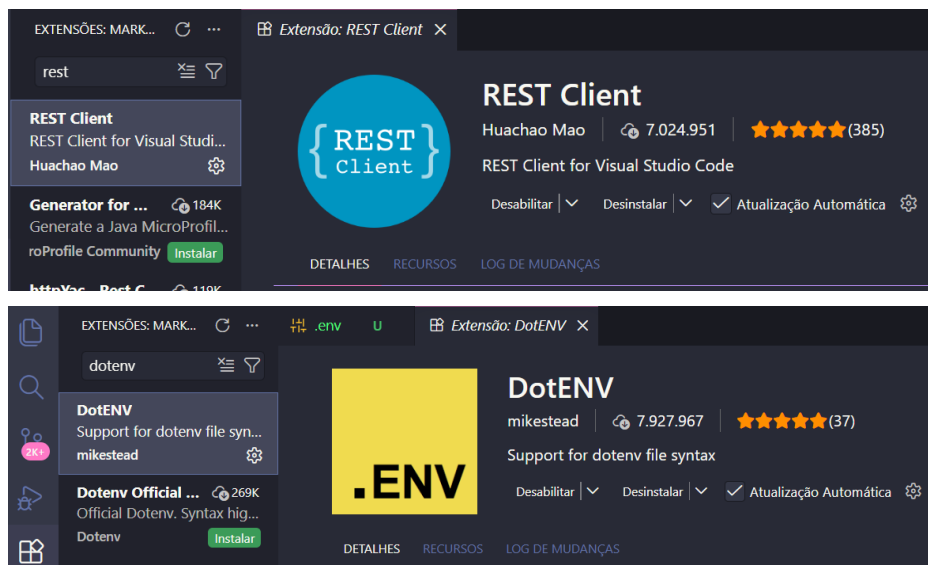 EXTENSÕES: MARK...
Extensão: REST Client
rest
REST Client
REST Client for Visual Studi...
Huachao Mao
Generator for ...
184K
Generate a Java MicroProfil...
roProfile Community
Instalar
httpYac - Rest C...
119K
{REST}
Client
REST Client
Huachao Mao
7.024.951
(385)
REST Client for Visual Studio Code
Desabilitar
Desinstalar
Atualização Automática
DETALHES
RECURSOS
LOG DE MUDANÇAS
2K+
EXTENSÕES: MARK...
.env
U
Extensão: DotENV
dotenv
DotENV
Support for dotenv file syn...
mikestead
Dotenv Official ...
269K
Official Dotenv. Syntax hig...
Dotenv
Instalar
.ENV
DotENV
mikestead
7.927.967
(37)
Support for dotenv file syntax
Desabilitar
Desinstalar
Atualização Automática
DETALHES
RECURSOS
LOG DE MUDANÇAS